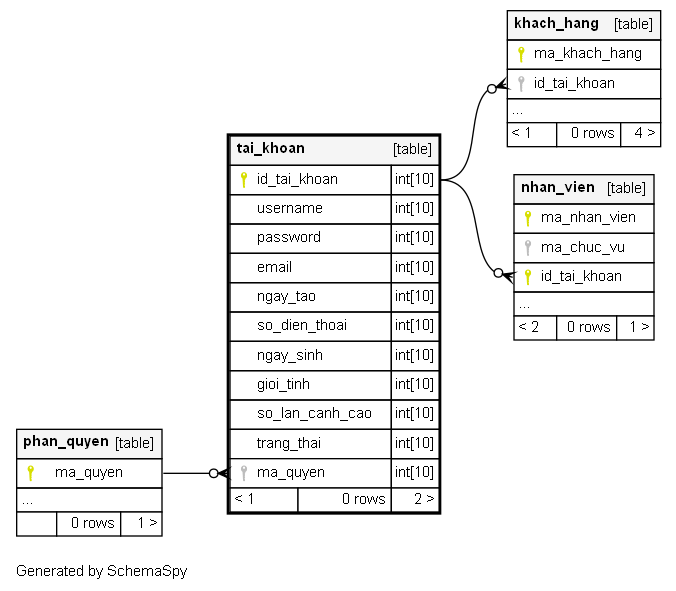 khach_hang [table]
ma_khach_hang
id_tai_khoan
...
< 1 0 rows 4 >
tai_khoan [table]
id_tai_khoan int[10]
username int[10]
password int[10]
email int[10]
ngay_tao int[10]
so_dien_thoai int[10]
ngay_sinh int[10]
gioi_tinh int[10]
so_lan_canh_cao int[10]
trang_thai int[10]
ma_quyen int[10]
< 1 0 rows 2 >
nhan_vien [table]
ma_nhan_vien
ma_chuc_vu
id_tai_khoan
...
< 2 0 rows 1 >
phan_quyen [table]
ma_quyen
...
0 rows 1 >
Generated by SchemaSpy